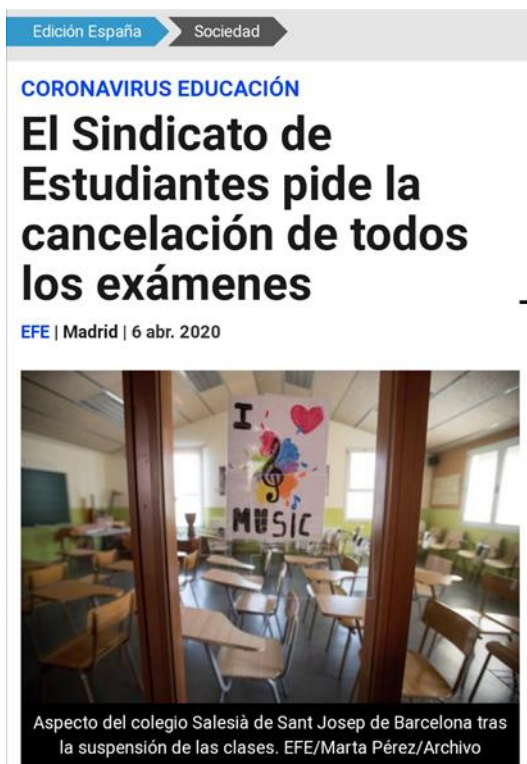 Edición España Sociedad
CORONAVIRUS EDUCACIÓN
El Sindicato de
Estudiantes pide la
cancelación de todos
los exámenes
EFE | Madrid | 6 abr. 2020
I
MUSIC
Aspecto del colegio Salesià de Sant Josep de Barcelona tras
la suspensión de las clases. EFE/Marta Pérez/Archivo